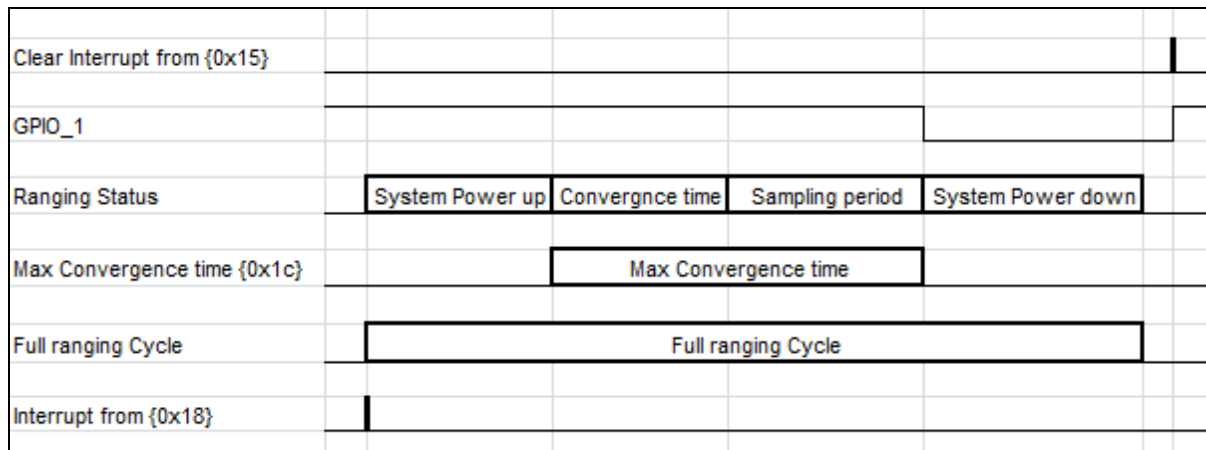 Clear Interrupt from {0x15}
GPIO_1
Ranging Status
System Power up
Convergnce time
Sampling period
System Power down
Max Convergence time {0x1c}
Max Convergence time
Full ranging Cycle
Full ranging Cycle
Interrupt from {0x18}